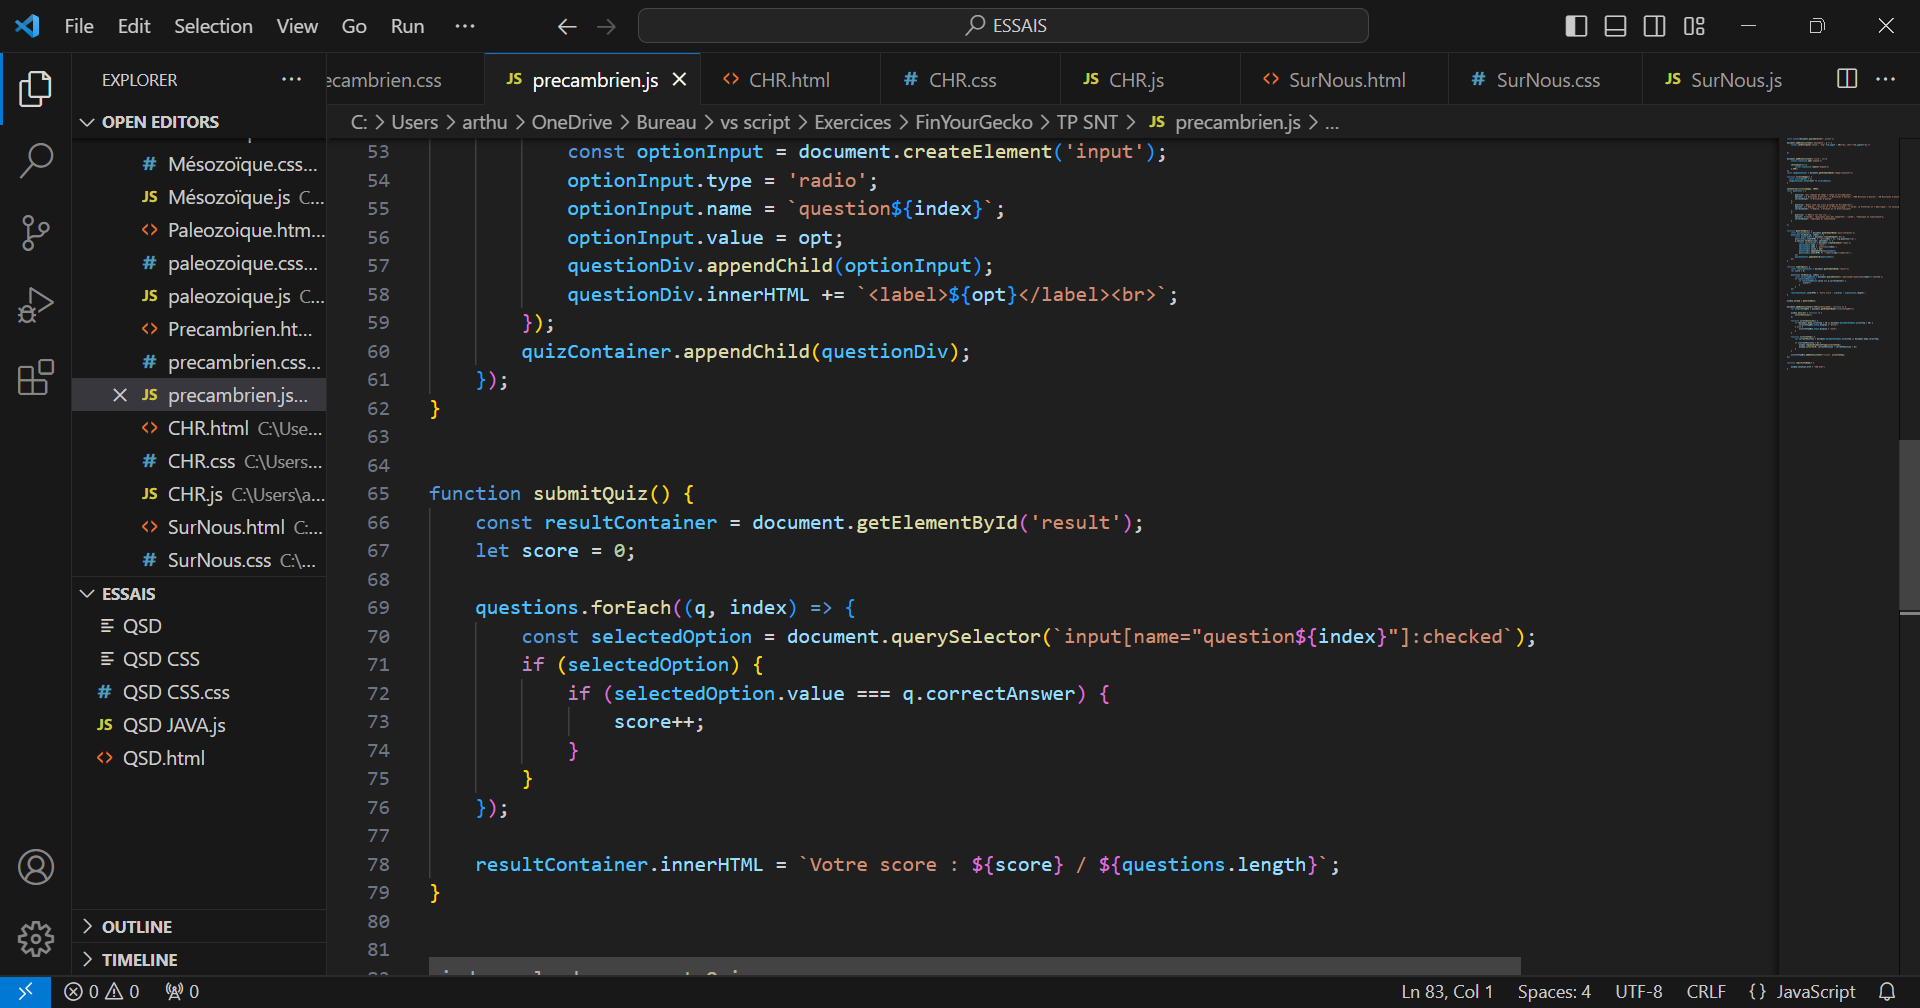 File Edit Selection View Go Run ···
ESSAIS
EXPLORER ···
ecambrien.css
JS precambrien.js
<> CHR.html
# CHR.css
JS CHR.js
<> SurNous.html
# SurNous.css
JS SurNous.js
···
OPEN EDITORS
# Mésozoïque.css...
JS Mésozoïque.js C...
<> Paleozoique.htm...
# paleozoique.css...
JS paleozoique.js C...
<> Precambrien.ht...
# precambrien.css...
JS precambrien.js...
<> CHR.html C:\Use...
# CHR.css C:\Users...
JS CHR.js C:\Users\a...
<> SurNous.html C:...
# SurNous.css C:\...
ESSAIS
QSD
QSD CSS
# QSD CSS.css
JS QSD JAVA.js
<> QSD.html
OUTLINE
TIMELINE
C: > Users > arthu > OneDrive > Bureau > vs script > Exercices > FinYourGecko > TP SNT > JS precambrien.js > ...
53 const optionInput = document.createElement('input');
54 optionInput.type = 'radio';
55 optionInput.name = `question${index}`;
56 optionInput.value = opt;
57 questionDiv.appendChild(optionInput);
58 questionDiv.innerHTML += `<label>${opt}</label><br>`;
59 });
60 quizContainer.appendChild(questionDiv);
61 });
62 }
63
64
65 function submitQuiz() {
66 const resultContainer = document.getElementById('result');
67 let score = 0;
68
69 questions.forEach((q, index) => {
70 const selectedOption = document.querySelector(`input[name="question${index}"]:checked`);
71 if (selectedOption) {
72 if (selectedOption.value === q.correctAnswer) {
73 score++;
74 }
75 }
76 });
77
78 resultContainer.innerHTML = `Votre score : ${score} / ${questions.length}`;
79 }
80
81
0 0 0
Ln 83, Col 1 Spaces: 4 UTF-8 CRLF {} JavaScript